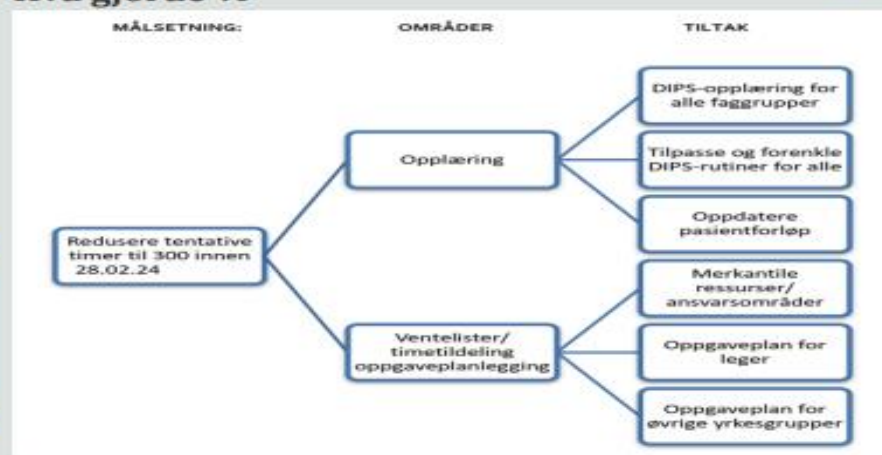 MÅLSETNING:
OMRÅDER
TILTAK
Redusere tentative
timer til 300 innen
28.02.24
Opplæring
DIPS-opplæring for
alle faggrupper
Tilpasse og forenkle
DIPS-rutiner for alle
Oppdatere
pasientforløp
Ventelister/
timetildeling
oppgaveplanlegging
Merkantile
ressurser/
ansvarsområder
Oppgaveplan for
leger
Oppgaveplan for
øvrige yrkesgrupper